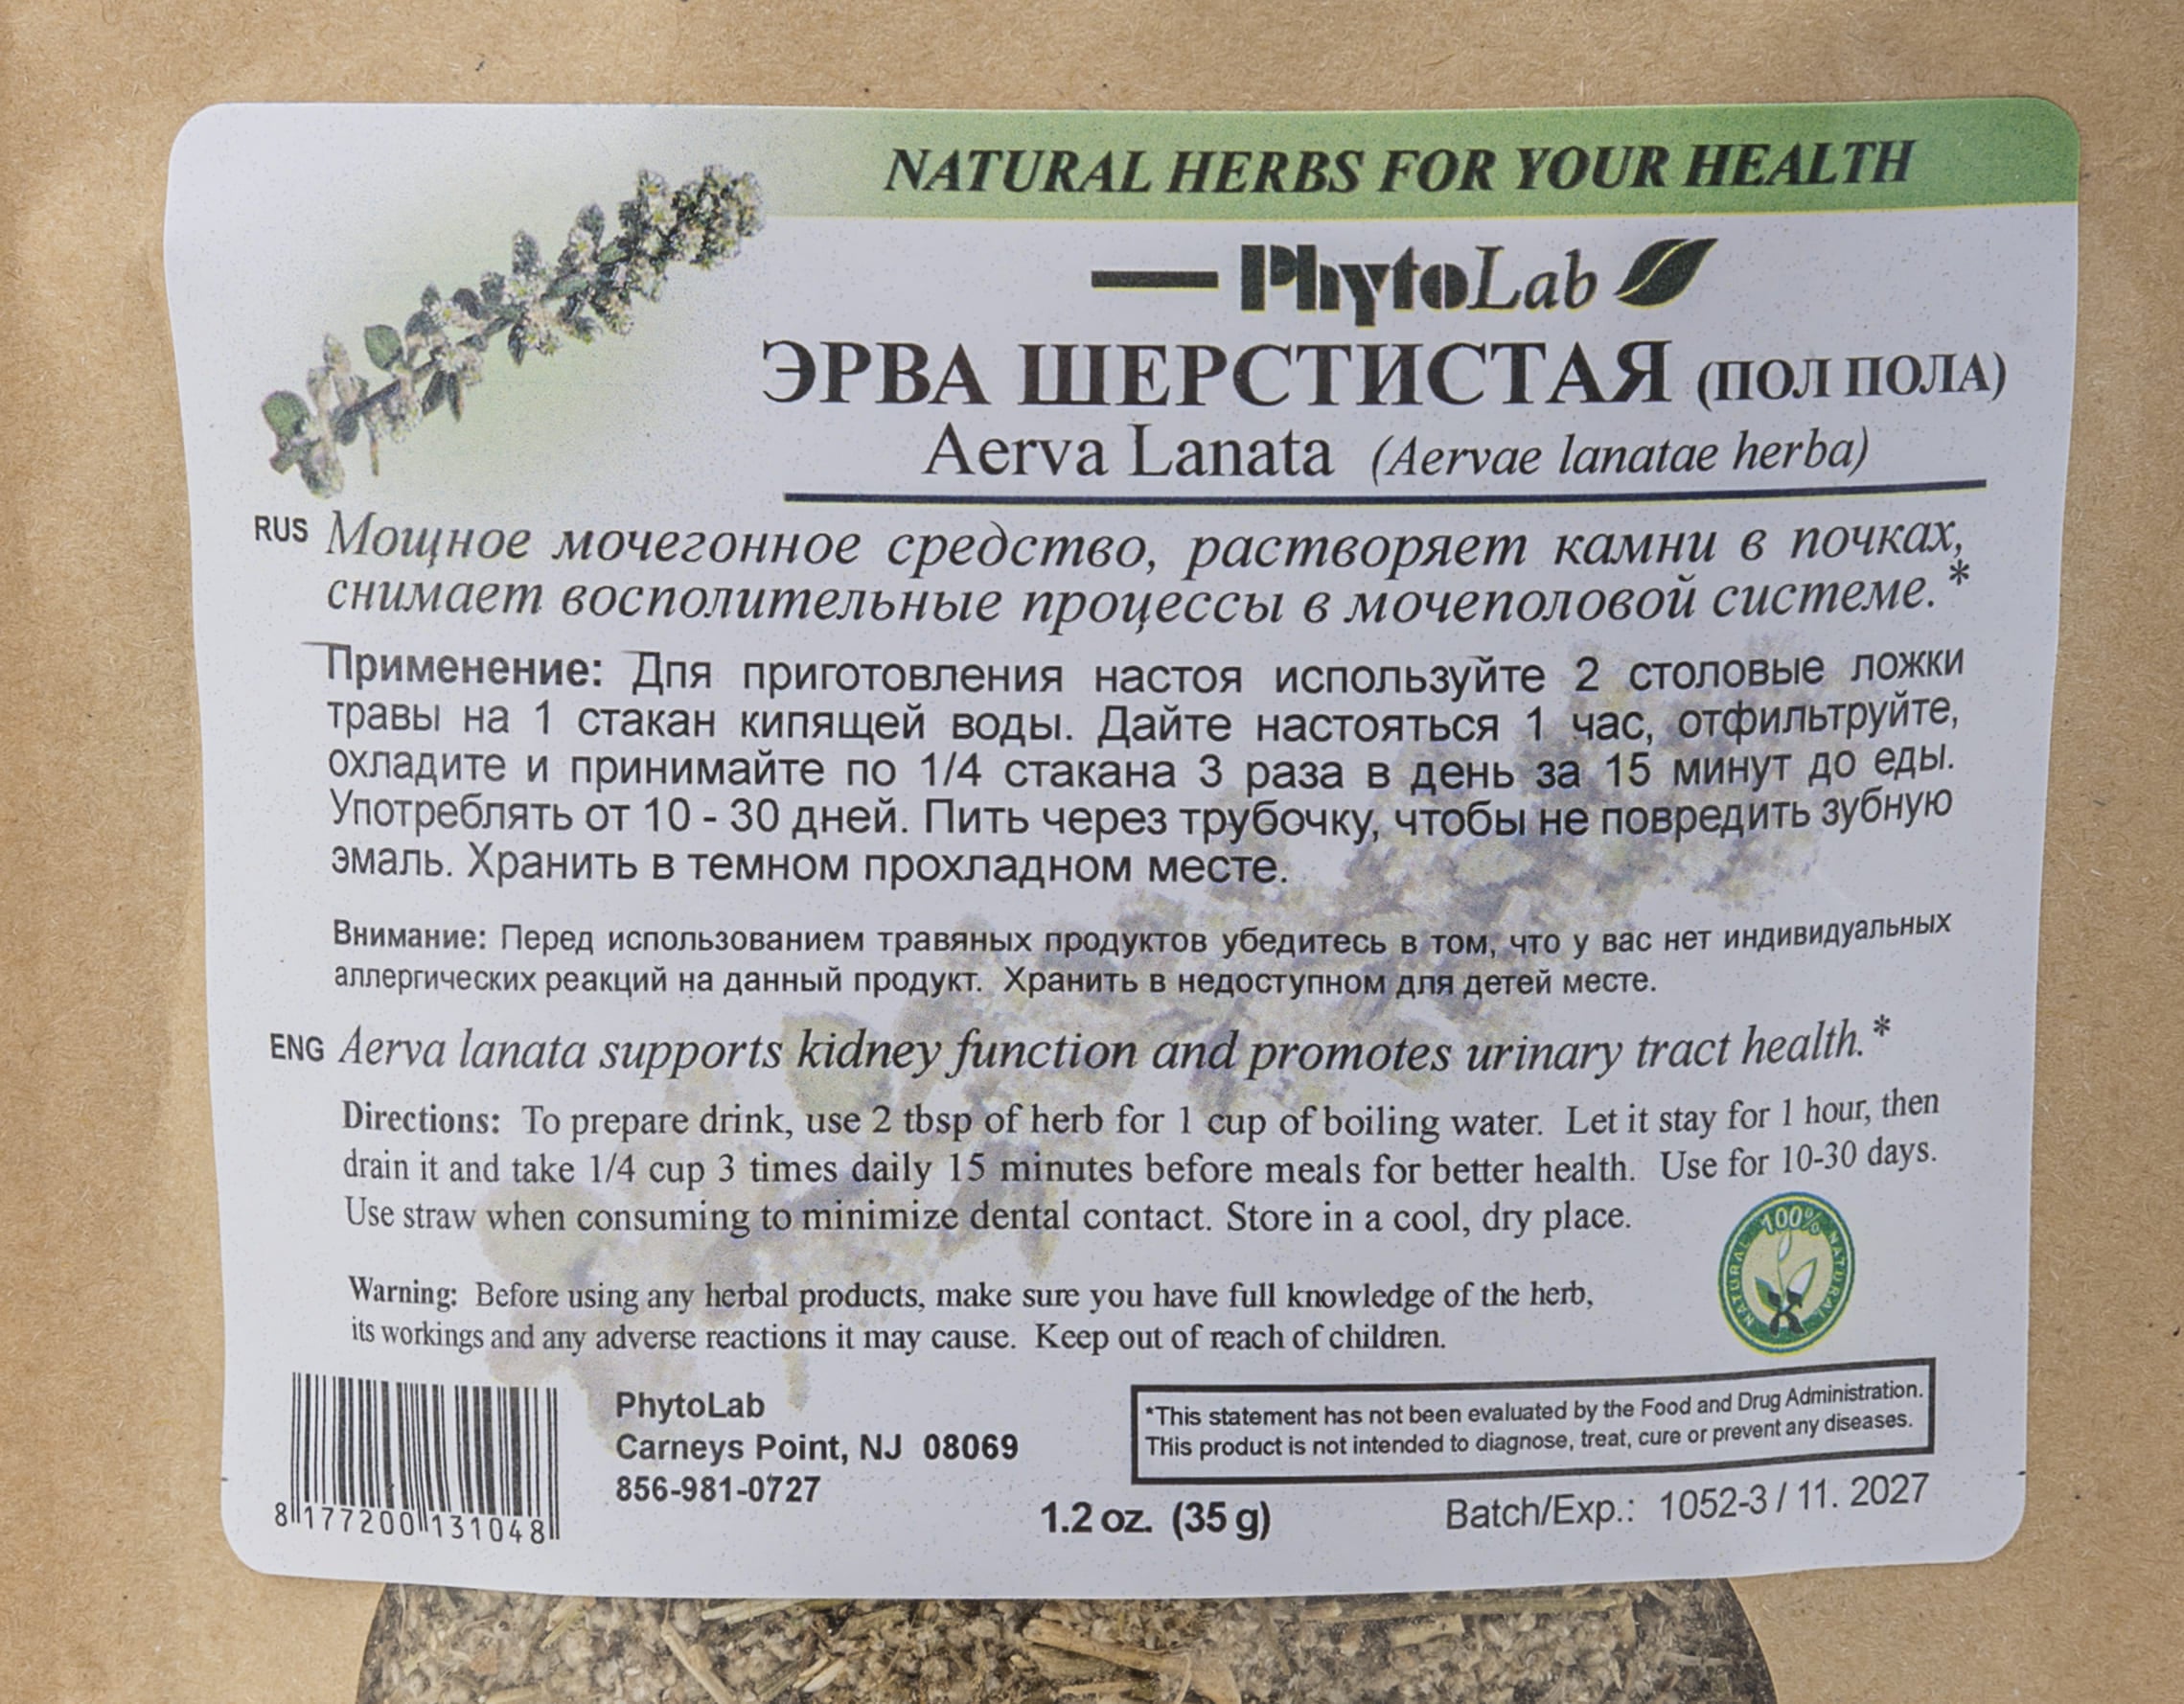 NATURAL HERBS FOR YOUR HEALTH
PhytoLab
ЭРВА ШЕРСТИСТАЯ (ПОЛ ПОЛА)
Aerva Lanata (Aervae lanatae herba)
RUS Мощное мочегонное средство, растворяет камни в почках,
снимает восполительные процессы в мочеполовой системе.*
Применение: Дпя приготовления настоя используйте 2 столовые ложки
травы на 1 стакан кипящей воды. Дайте настояться 1 час, отфильтруйте,
охладите и принимайте по 1/4 стакана 3 раза в день за 15 минут до еды.
Употреблять от 10 - 30 дней. Пить через трубочку, чтобы не повредить зубную
эмаль. Хранить в темном прохладном месте.
Внимание: Перед использованием травяных продуктов убедитесь в том, что у вас нет индивидуальных
аллергических реакций на данный продукт. Хранить в недоступном для детей месте.
ENG Aerva lanata supports kidney function and promotes urinary tract health.*
Directions: To prepare drink, use 2 tbsp of herb for 1 cup of boiling water. Let it stay for 1 hour, then
drain it and take 1/4 cup 3 times daily 15 minutes before meals for better health. Use for 10-30 days.
Use straw when consuming to minimize dental contact. Store in a cool, dry place.
100% NATURAL NATURAL
Warning: Before using any herbal products, make sure you have full knowledge of the herb,
its workings and any adverse reactions it may cause. Keep out of reach of children.
PhytoLab
Carneys Point, NJ 08069
856-981-0727
*This statement has not been evaluated by the Food and Drug Administration.
This product is not intended to diagnose, treat, cure or prevent any diseases.
8 177200 131048
1.2 oz. (35 g)
Batch/Exp.: 1052-3 / 11. 2027